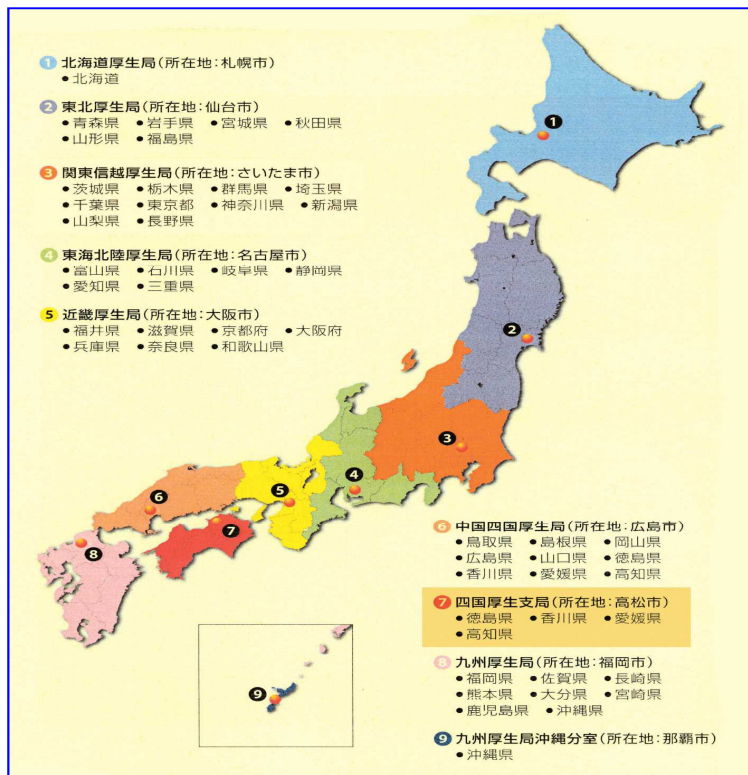 1 北海道厚生局(所在地:札幌市)
●北海道
2 東北厚生局(所在地:仙台市)
●青森県 ●岩手県 ●宮城県 ●秋田県
●山形県 ●福島県
3 関東信越厚生局(所在地:さいたま市)
●茨城県 ●栃木県 ●群馬県 ●埼玉県
●千葉県 ●東京都 ●神奈川県 ●新潟県
●山梨県 ●長野県
4 東海北陸厚生局(所在地:名古屋市)
●富山県 ●石川県 ●岐阜県 ●静岡県
●愛知県 ●三重県
5 近畿厚生局(所在地:大阪市)
●福井県 ●滋賀県 ●京都府 ●大阪府
●兵庫県 ●奈良県 ●和歌山県
1
2
3
4
5
6
7
8
9
6 中国四国厚生局(所在地:広島市)
●鳥取県 ●島根県 ●岡山県
●広島県 ●山口県 ●徳島県
●香川県 ●愛媛県 ●高知県
7 四国厚生支局(所在地:高松市)
●徳島県 ●香川県 ●愛媛県
●高知県
8 九州厚生局(所在地:福岡市)
●福岡県 ●佐賀県 ●長崎県
●熊本県 ●大分県 ●宮崎県
●鹿児島県 ●沖縄県
9 九州厚生局沖縄分室(所在地:那覇市)
●沖縄県